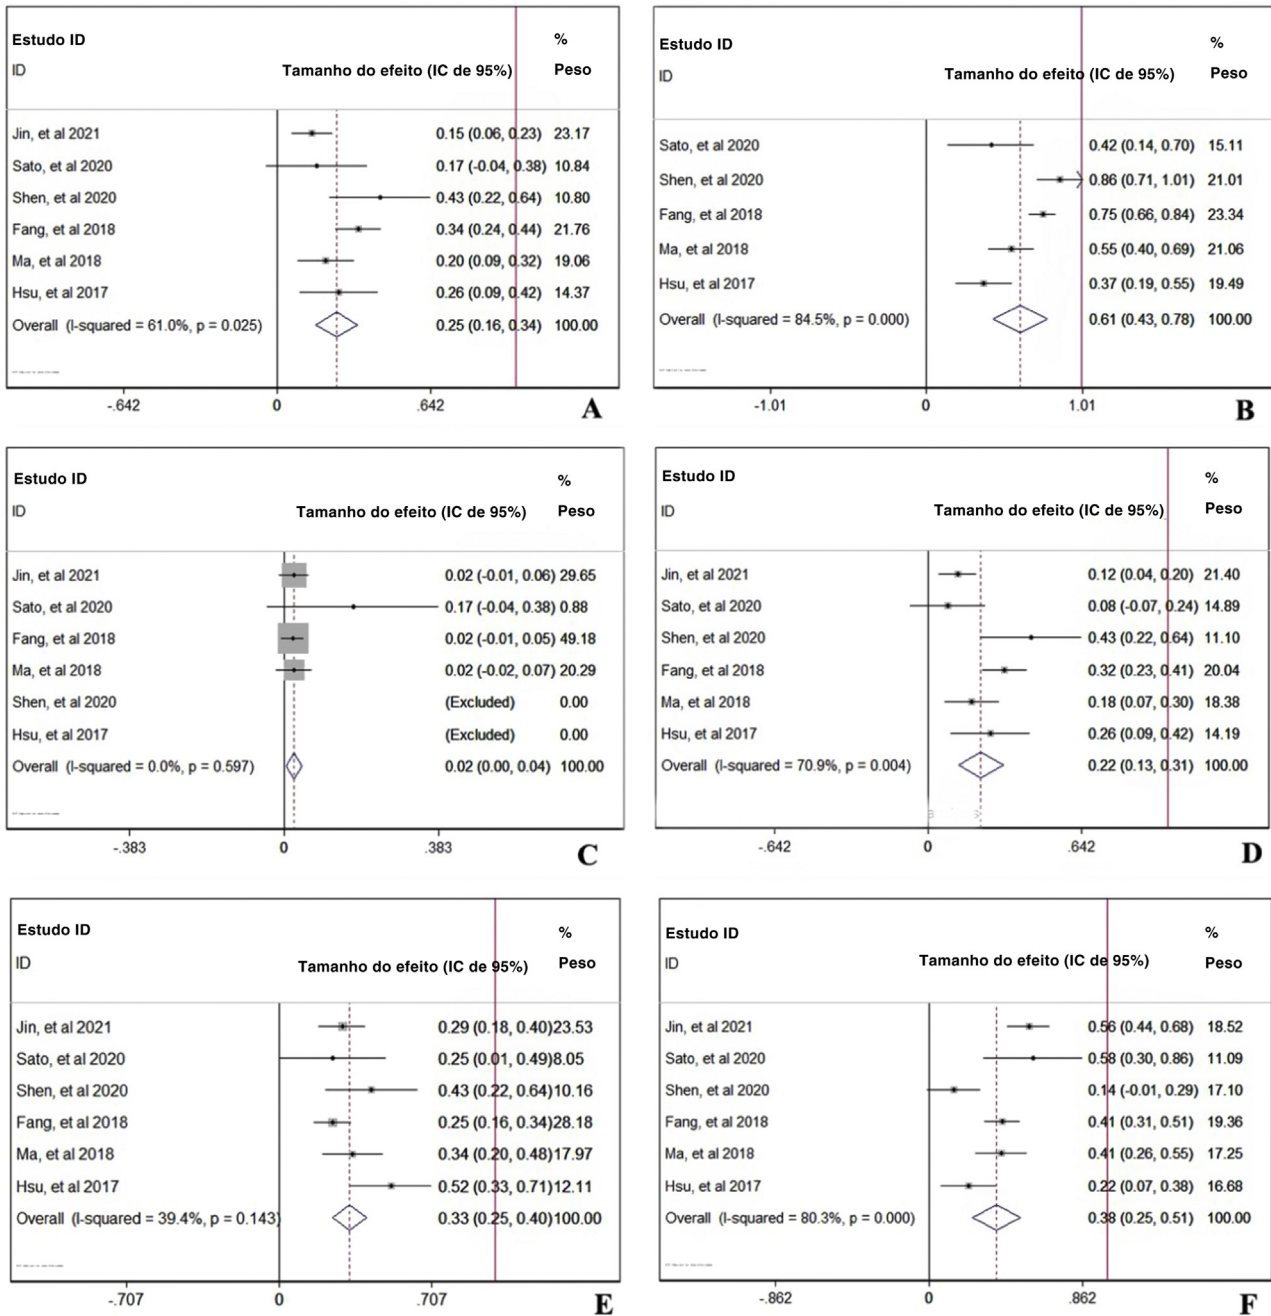 Estudo ID %
ID Tamanho do efeito (IC de 95%) Peso
Jin, et al 2021 0.15 (0.06, 0.23) 23.17
Sato, et al 2020 0.17 (-0.04, 0.38) 10.84
Shen, et al 2020 0.43 (0.22, 0.64) 10.80
Fang, et al 2018 0.34 (0.24, 0.44) 21.76
Ma, et al 2018 0.20 (0.09, 0.32) 19.06
Hsu, et al 2017 0.26 (0.09, 0.42) 14.37
Overall (I-squared = 61.0%, p = 0.025) 0.25 (0.16, 0.34) 100.00
-.642 0 .642
A
Estudo ID %
ID Tamanho do efeito (IC de 95%) Peso
Sato, et al 2020 0.42 (0.14, 0.70) 15.11
Shen, et al 2020 0.86 (0.71, 1.01) 21.01
Fang, et al 2018 0.75 (0.66, 0.84) 23.34
Ma, et al 2018 0.55 (0.40, 0.69) 21.06
Hsu, et al 2017 0.37 (0.19, 0.55) 19.49
Overall (I-squared = 84.5%, p = 0.000) 0.61 (0.43, 0.78) 100.00
-1.01 0 1.01
B
Estudo ID %
ID Tamanho do efeito (IC de 95%) Peso
Jin, et al 2021 0.02 (-0.01, 0.06) 29.65
Sato, et al 2020 0.17 (-0.04, 0.38) 0.88
Fang, et al 2018 0.02 (-0.01, 0.05) 49.18
Ma, et al 2018 0.02 (-0.02, 0.07) 20.29
Shen, et al 2020 (Excluded) 0.00
Hsu, et al 2017 (Excluded) 0.00
Overall (I-squared = 0.0%, p = 0.597) 0.02 (0.00, 0.04) 100.00
-.383 0 .383
C
Estudo ID %
ID Tamanho do efeito (IC de 95%) Peso
Jin, et al 2021 0.12 (0.04, 0.20) 21.40
Sato, et al 2020 0.08 (-0.07, 0.24) 14.89
Shen, et al 2020 0.43 (0.22, 0.64) 11.10
Fang, et al 2018 0.32 (0.23, 0.41) 20.04
Ma, et al 2018 0.18 (0.07, 0.30) 18.38
Hsu, et al 2017 0.26 (0.09, 0.42) 14.19
Overall (I-squared = 70.9%, p = 0.004) 0.22 (0.13, 0.31) 100.00
-.642 0 .642
D
Estudo ID %
ID Tamanho do efeito (IC de 95%) Peso
Jin, et al 2021 0.29 (0.18, 0.40)23.53
Sato, et al 2020 0.25 (0.01, 0.49)8.05
Shen, et al 2020 0.43 (0.22, 0.64)10.16
Fang, et al 2018 0.25 (0.16, 0.34)28.18
Ma, et al 2018 0.34 (0.20, 0.48)17.97
Hsu, et al 2017 0.52 (0.33, 0.71)12.11
Overall (I-squared = 39.4%, p = 0.143) 0.33 (0.25, 0.40)100.00
-.707 0 .707
E
Estudo ID %
ID Tamanho do efeito (IC de 95%) Peso
Jin, et al 2021 0.56 (0.44, 0.68) 18.52
Sato, et al 2020 0.58 (0.30, 0.86) 11.09
Shen, et al 2020 0.14 (-0.01, 0.29) 17.10
Fang, et al 2018 0.41 (0.31, 0.51) 19.36
Ma, et al 2018 0.41 (0.26, 0.55) 17.25
Hsu, et al 2017 0.22 (0.07, 0.38) 16.68
Overall (I-squared = 80.3%, p = 0.000) 0.38 (0.25, 0.51) 100.00
-.862 0 .862
F